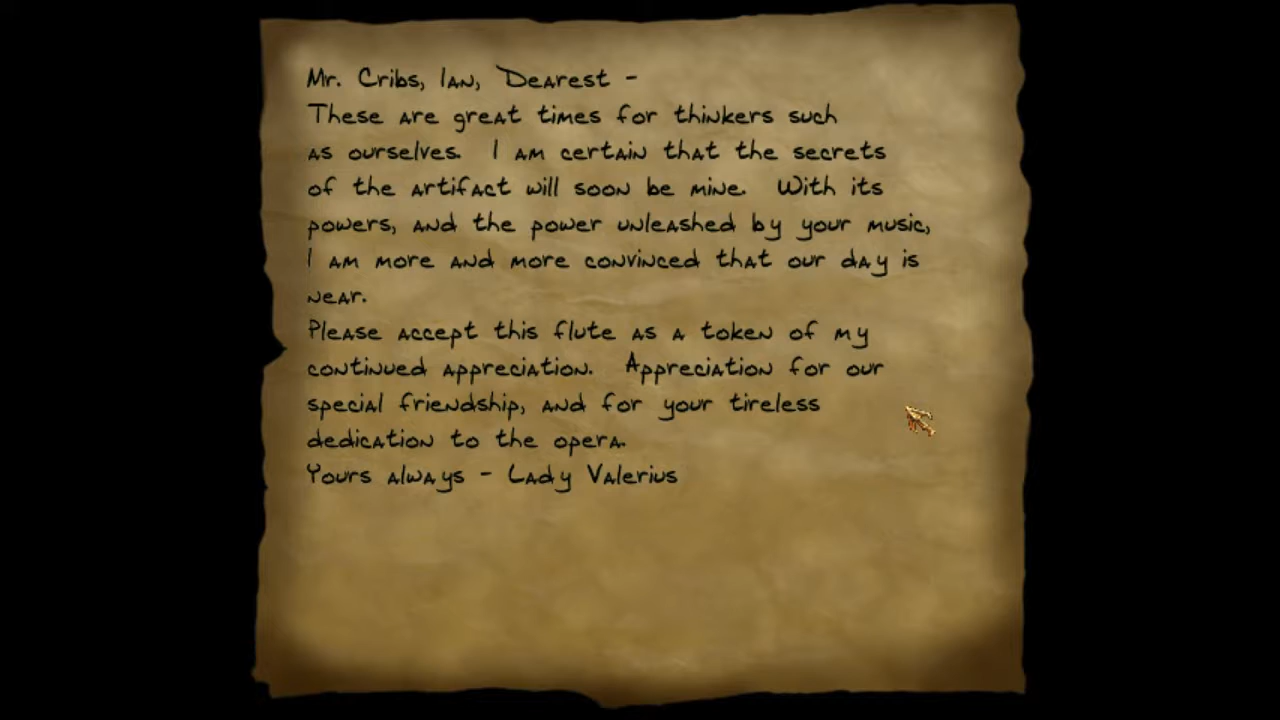 Mr. Cribs, Ian, Dearest -
These are great times for thinkers such
as ourselves. I am certain that the secrets
of the artifact will soon be mine. With its
powers, and the power unleashed by your music,
I am more and more convinced that our day is
near.
Please accept this flute as a token of my
continued appreciation. Appreciation for our
special friendship, and for your tireless
dedication to the opera.
Yours always - Lady Valerius